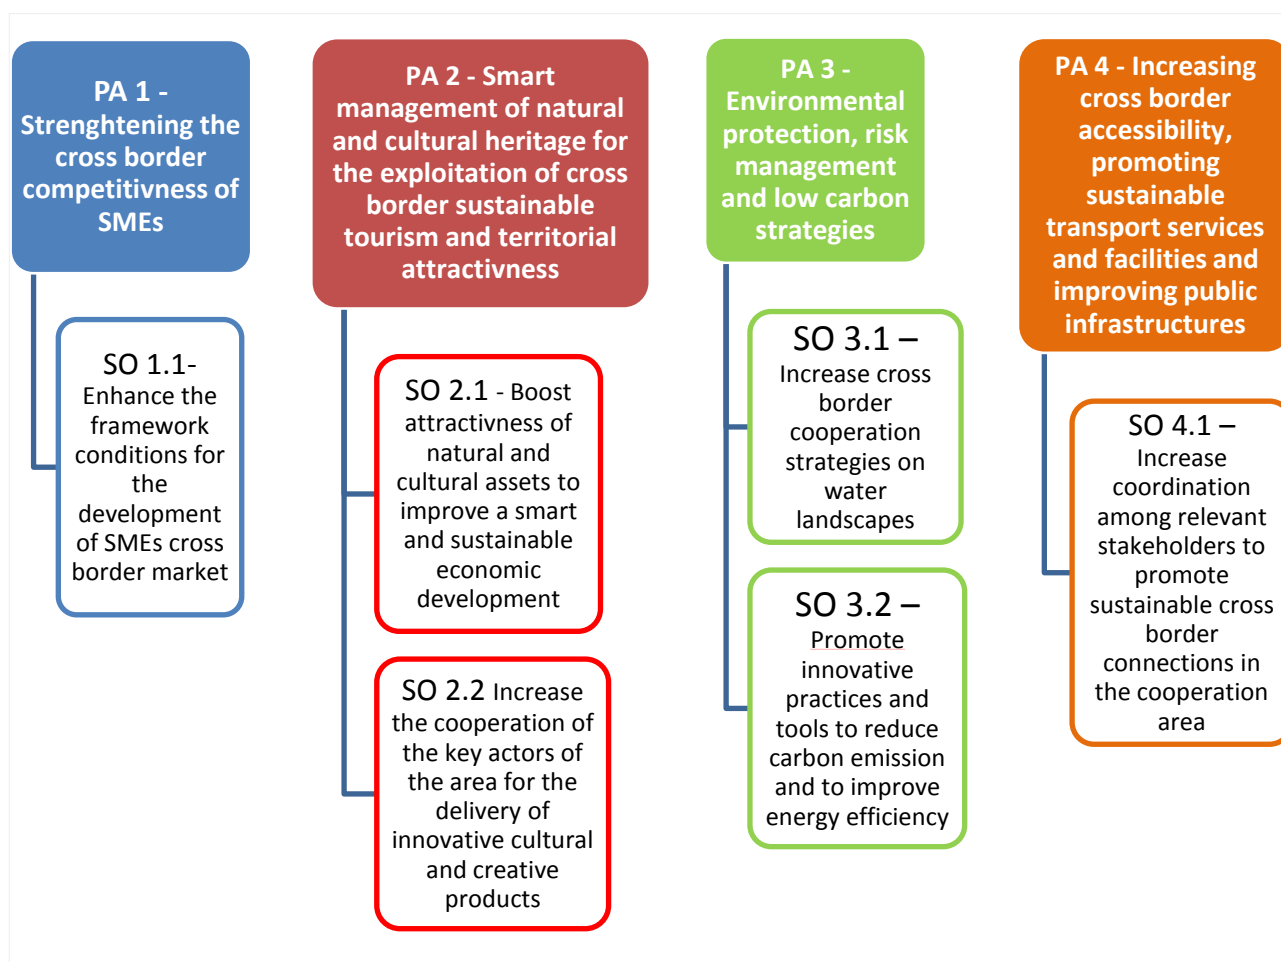 PA 1 -
Strenghtening the
cross border
competitivness of
SMEs
SO 1.1-
Enhance the
framework
conditions for
the
development
of SMEs cross
border market
PA 2 - Smart
management of natural
and cultural heritage for
the exploitation of cross
border sustainable
tourism and territorial
attractivness
SO 2.1 - Boost
attractivness of
natural and
cultural assets to
improve a smart
and sustainable
economic
development
SO 2.2 Increase
the cooperation of
the key actors of
the area for the
delivery of
innovative cultural
and creative
products
PA 3 -
Environmental
protection, risk
management
and low carbon
strategies
SO 3.1 –
Increase cross
border
cooperation
strategies on
water
landscapes
SO 3.2 –
Promote
innovative
practices and
tools to reduce
carbon emission
and to improve
energy efficiency
PA 4 - Increasing
cross border
accessibility,
promoting
sustainable
transport services
and facilities and
improving public
infrastructures
SO 4.1 –
Increase
coordination
among relevant
stakeholders to
promote
sustainable cross
border
connections in
the cooperation
area